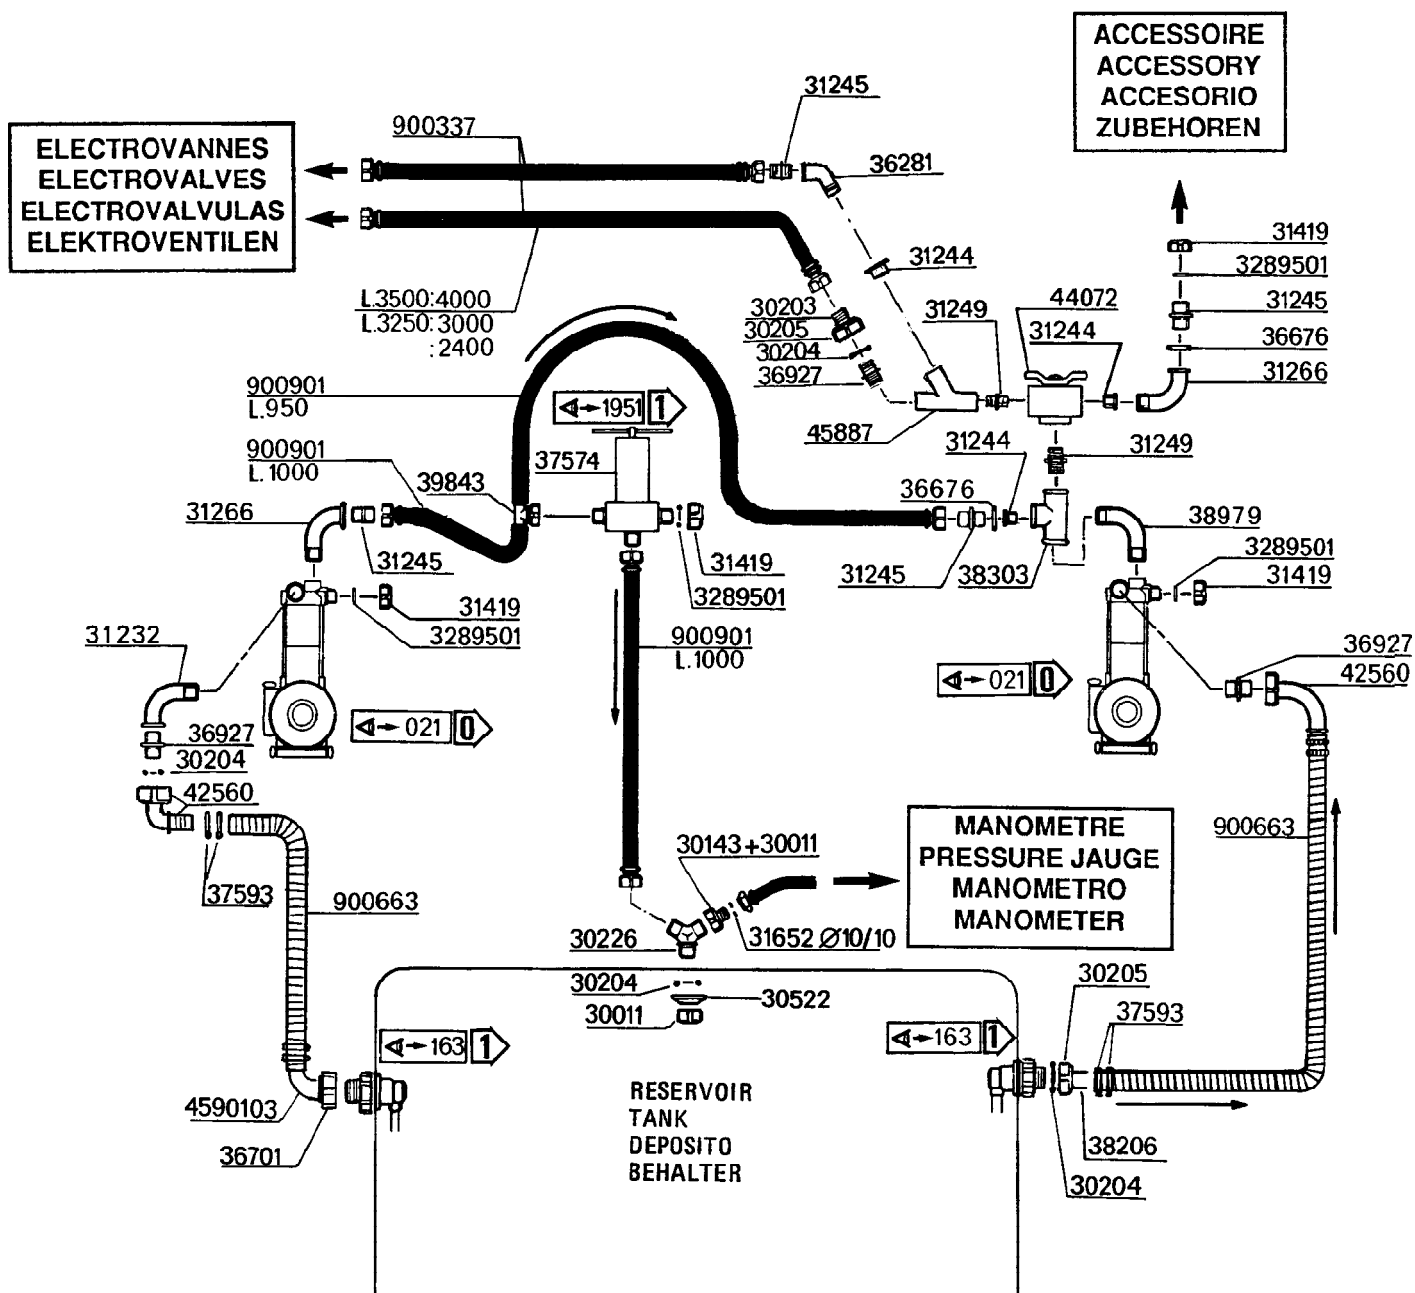 ACCESSOIRE
ACCESSORY
ACCESORIO
ZUBEHOREN
31245
900337
ELECTROVANNES
ELECTROVALVES
ELECTROVALVULAS
ELEKTROVENTILEN
36281
31419
3289501
31245
36676
31266
31244
44072
31249
31244
L.3500:4000
L.3250:3000
:2400
30203
30205
30204
36927
900901
L.950
1951 1
45887
31244
31249
900901
L.1000
37574
39843
31266
36676
38979
31245
31419
31245
38303
3289501
31419
31419
3289501
3289501
31232
900901
L.1000
36927
42560
021 0
021 0
36927
30204
42560
37593
900663
MANOMETRE
PRESSURE JAUGE
MANOMETRO
MANOMETER
900663
30143+30011
30226
31652 Ø10/10
30204
30522
30011
30205
37593
163 1
163 1
4590103
36701
RESERVOIR
TANK
DEPOSITO
BEHALTER
38206
30204